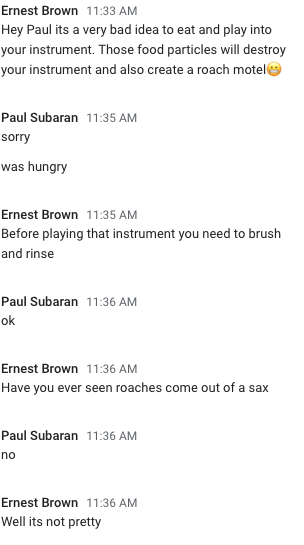 Ernest Brown 11:33 AM
Hey Paul its a very bad idea to eat and play into
your instrument. Those food particles will destroy
your instrument and also create a roach motel😬
Paul Subaran 11:35 AM
sorry
was hungry
Ernest Brown 11:35 AM
Before playing that instrument you need to brush
and rinse
Paul Subaran 11:36 AM
ok
Ernest Brown 11:36 AM
Have you ever seen roaches come out of a sax
Paul Subaran 11:36 AM
no
Ernest Brown 11:36 AM
Well its not pretty